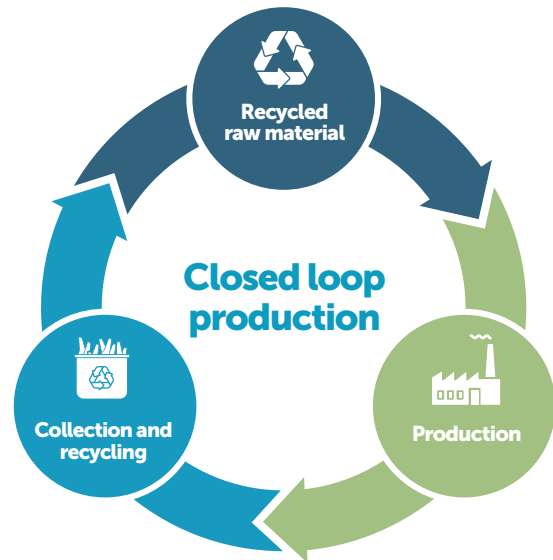 Recycled
raw material
Closed loop
production
Collection and
recycling
Production